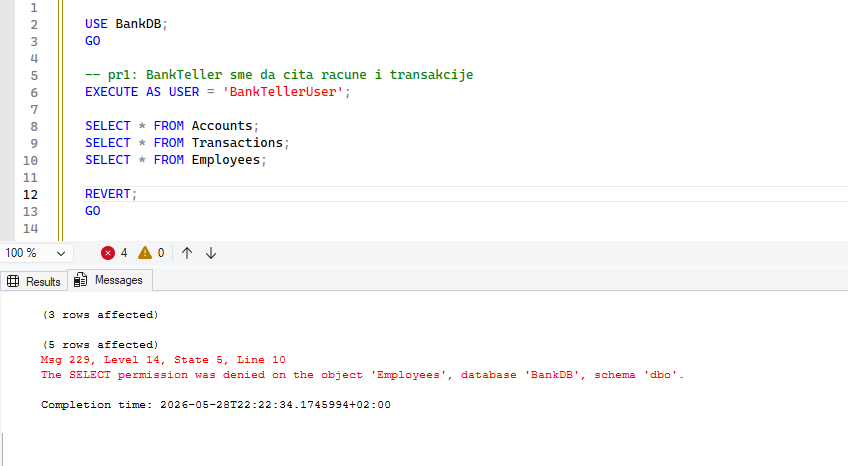 1
2 USE BankDB;
3 GO
4
5 -- pr1: BankTeller sme da cita racune i transakcije
6 EXECUTE AS USER = 'BankTellerUser';
7
8 SELECT * FROM Accounts;
9 SELECT * FROM Transactions;
10 SELECT * FROM Employees;
11
12 REVERT;
13 GO
14
100 % 4 0
Results Messages
(3 rows affected)
(5 rows affected)
Msg 229, Level 14, State 5, Line 10
The SELECT permission was denied on the object 'Employees', database 'BankDB', schema 'dbo'.
Completion time: 2026-05-28T22:22:34.1745994+02:00